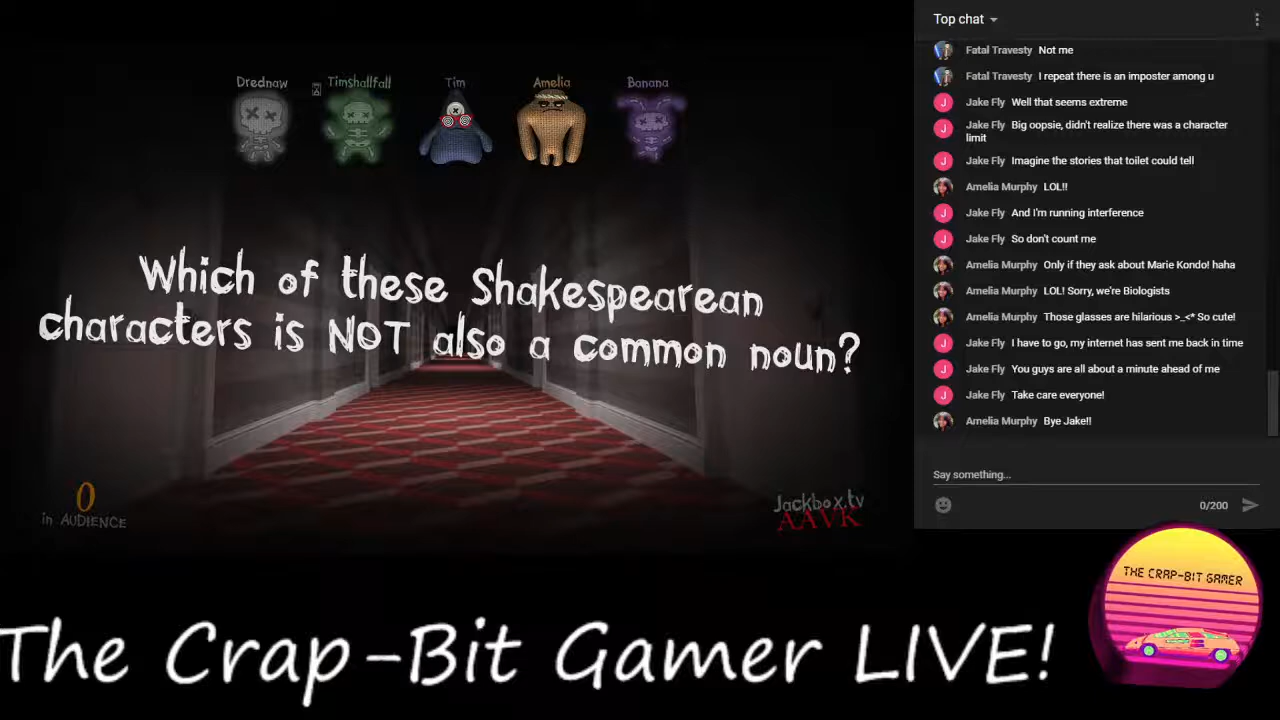 Drednaw
Timshallfall
Tim
Amelia
Banana
Which of these Shakespearean
characters is NOT also a common noun?
0
in AUDIENCE
Jackbox.tv
AAVK
Top chat
Fatal Travesty Not me
Fatal Travesty I repeat there is an imposter among u
Jake Fly Well that seems extreme
Jake Fly Big oopsie, didn't realize there was a character
limit
Jake Fly Imagine the stories that toilet could tell
Amelia Murphy LOL!!
Jake Fly And I'm running interference
Jake Fly So don't count me
Amelia Murphy Only if they ask about Marie Kondo! haha
Amelia Murphy LOL! Sorry, we're Biologists
Amelia Murphy Those glasses are hilarious >_<* So cute!
Jake Fly I have to go, my internet has sent me back in time
Jake Fly You guys are all about a minute ahead of me
Jake Fly Take care everyone!
Amelia Murphy Bye Jake!!
Say something...
0/200
THE CRAP-BIT GAMER
The Crap-Bit Gamer LIVE!